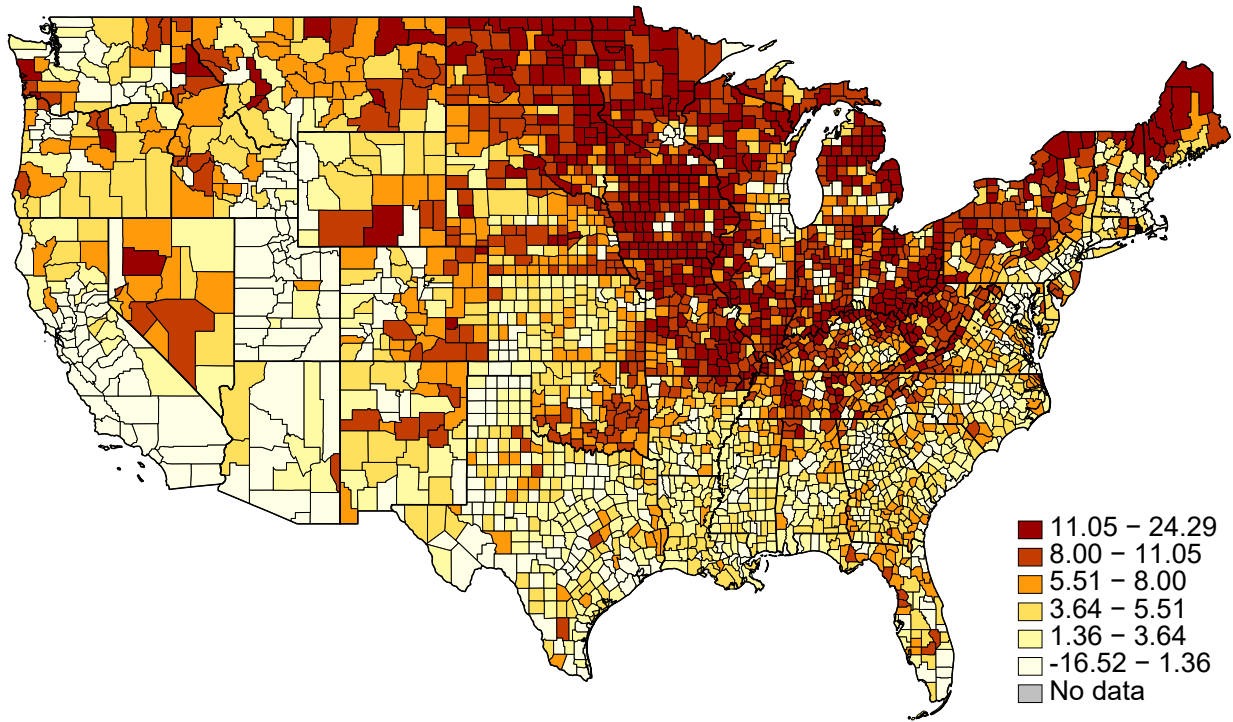 11.05 − 24.29
8.00 − 11.05
5.51 − 8.00
3.64 − 5.51
1.36 − 3.64
-16.52 − 1.36
No data